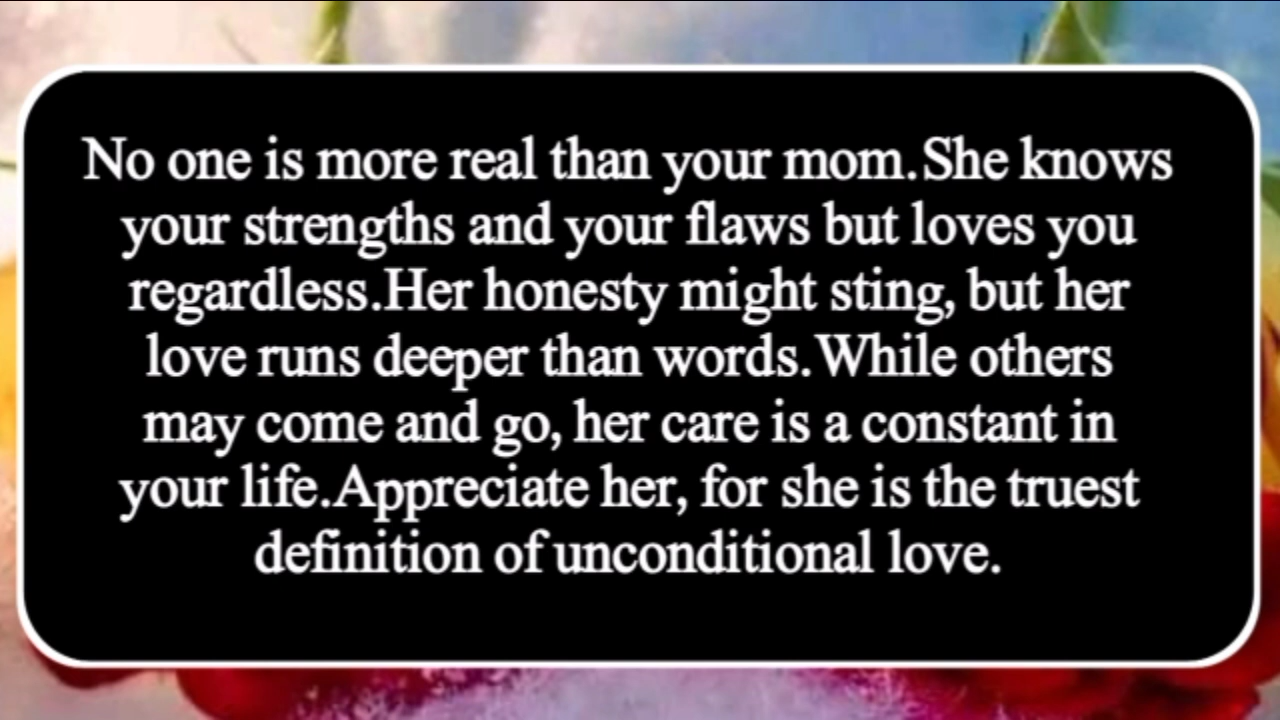 No one is more real than your mom.She knows
your strengths and your flaws but loves you
regardless.Her honesty might sting, but her
love runs deeper than words.While others
may come and go, her care is a constant in
your life.Appreciate her, for she is the truest
definition of unconditional love.